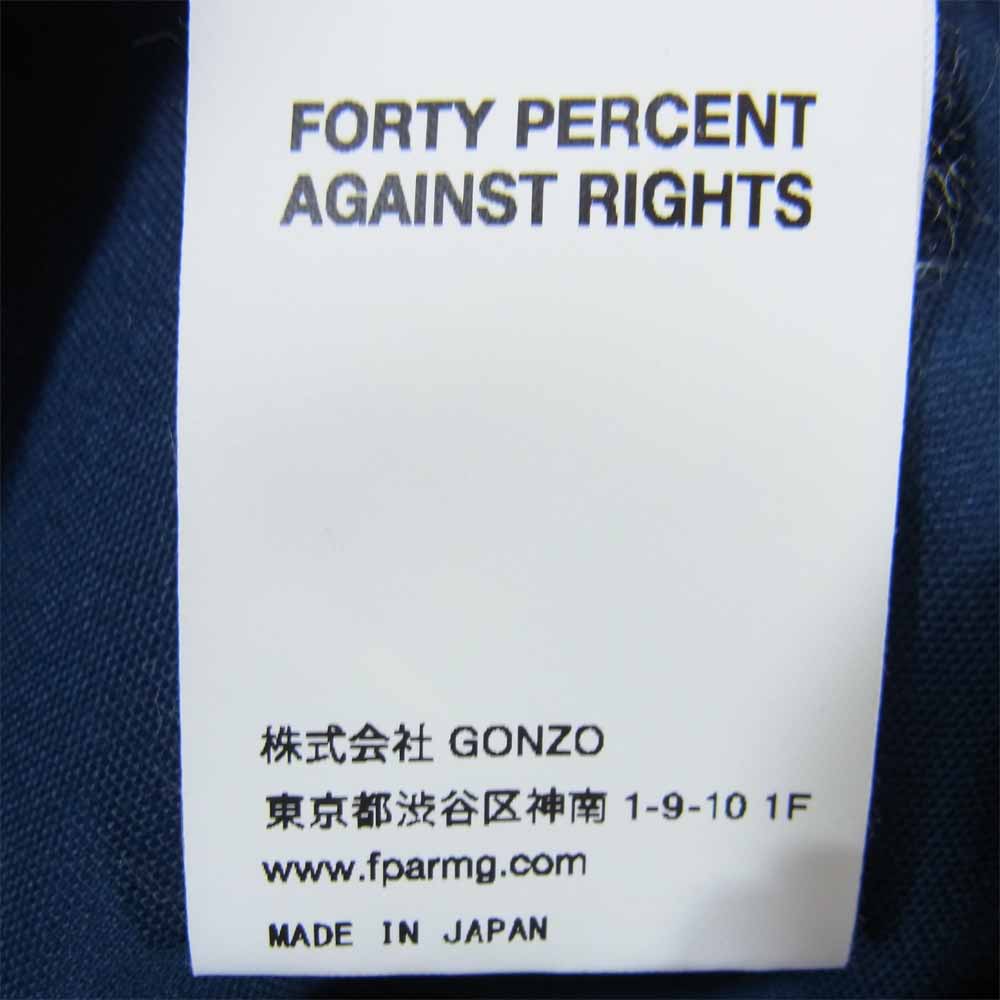 FORTY PERCENT
AGAINST RIGHTS
株式会社 GONZO
東京都渋谷区神南 1-9-10 1F
www.fparmg.com
MADE IN JAPAN